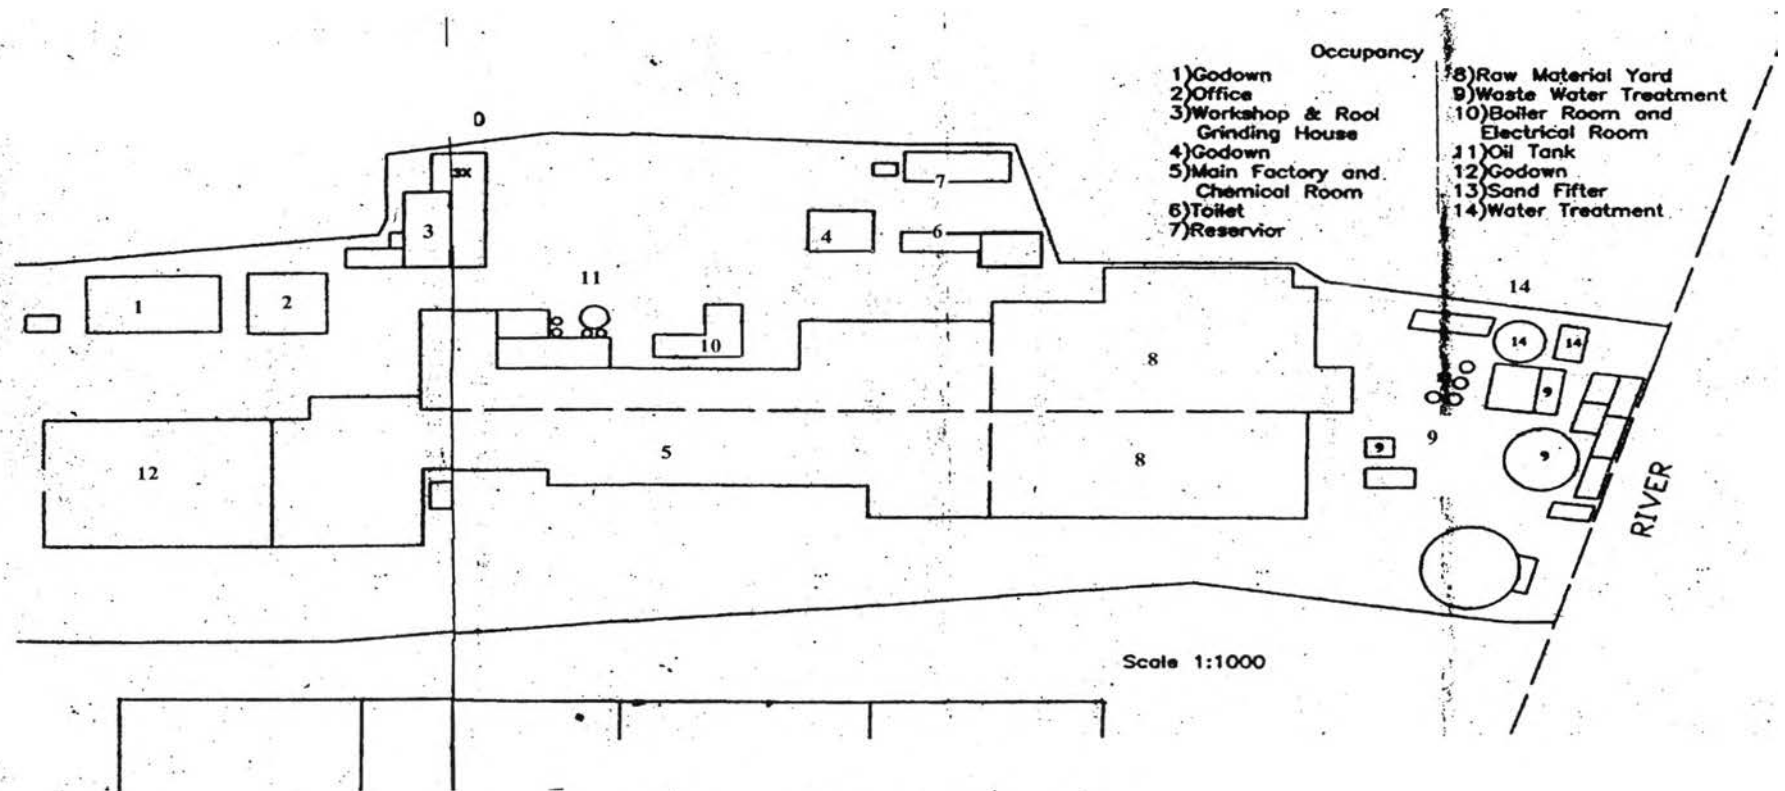 Occupancy
1)Godown
2)Office
3)Workshop & Rool
Grinding House
4)Godown
5)Main Factory and
Chemical Room
6)Toilet
7)Reservior
8)Raw Material Yard
9)Waste Water Treatment
10)Boiler Room and
Electrical Room
11)Oil Tank
12)Godown
13)Sand Fifter
14)Water Treatment
D
3X
7
3
4
6
11
14
1
2
10
8
14
14
9
9
5
8
9
9
12
RIVER
Scale 1:1000